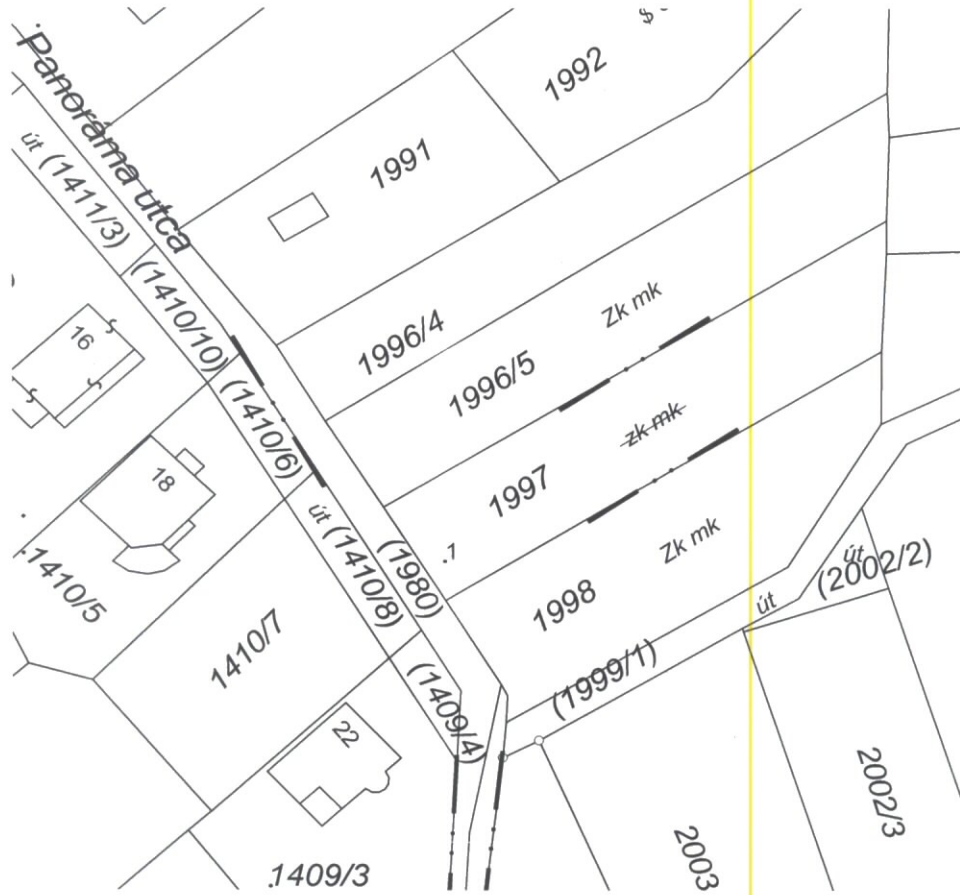 .Panoráma utca
1992
1991
út (1411/3)
(1410/10)
16
1996/4
Zk mk
1996/5
(1410/6)
zk mk
18
1997
út (1410/8)
(1980)
.1
Zk mk
.1410/5
1998
út
(2002/2)
út
1410/7
(1999/1)
(1409/4)
22
2002/3
2003
.1409/3